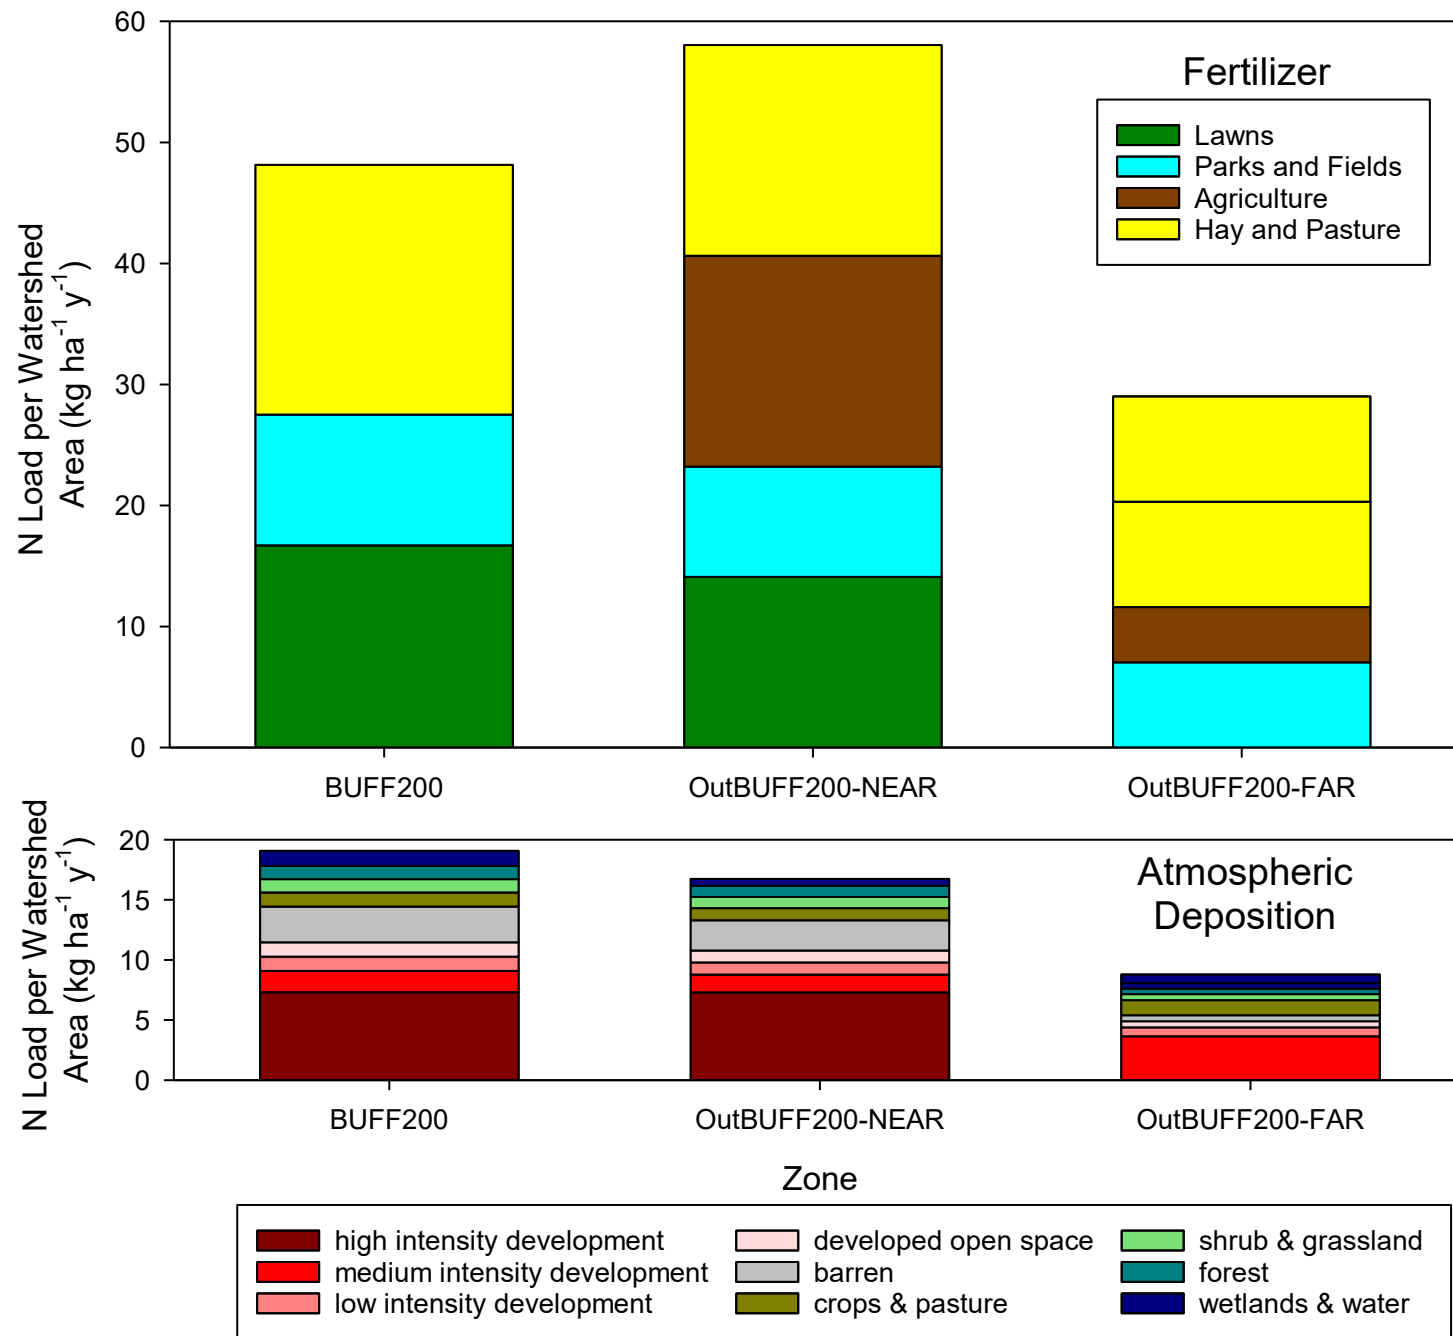 60
50
40
30
20
10
0
N Load per Watershed
Area (kg ha⁻¹ y⁻¹)
Fertilizer
Lawns
Parks and Fields
Agriculture
Hay and Pasture
BUFF200
OutBUFF200-NEAR
OutBUFF200-FAR
20
15
10
5
0
N Load per Watershed
Area (kg ha⁻¹ y⁻¹)
Atmospheric
Deposition
BUFF200
OutBUFF200-NEAR
OutBUFF200-FAR
Zone
high intensity development
medium intensity development
low intensity development
developed open space
barren
crops & pasture
shrub & grassland
forest
wetlands & water